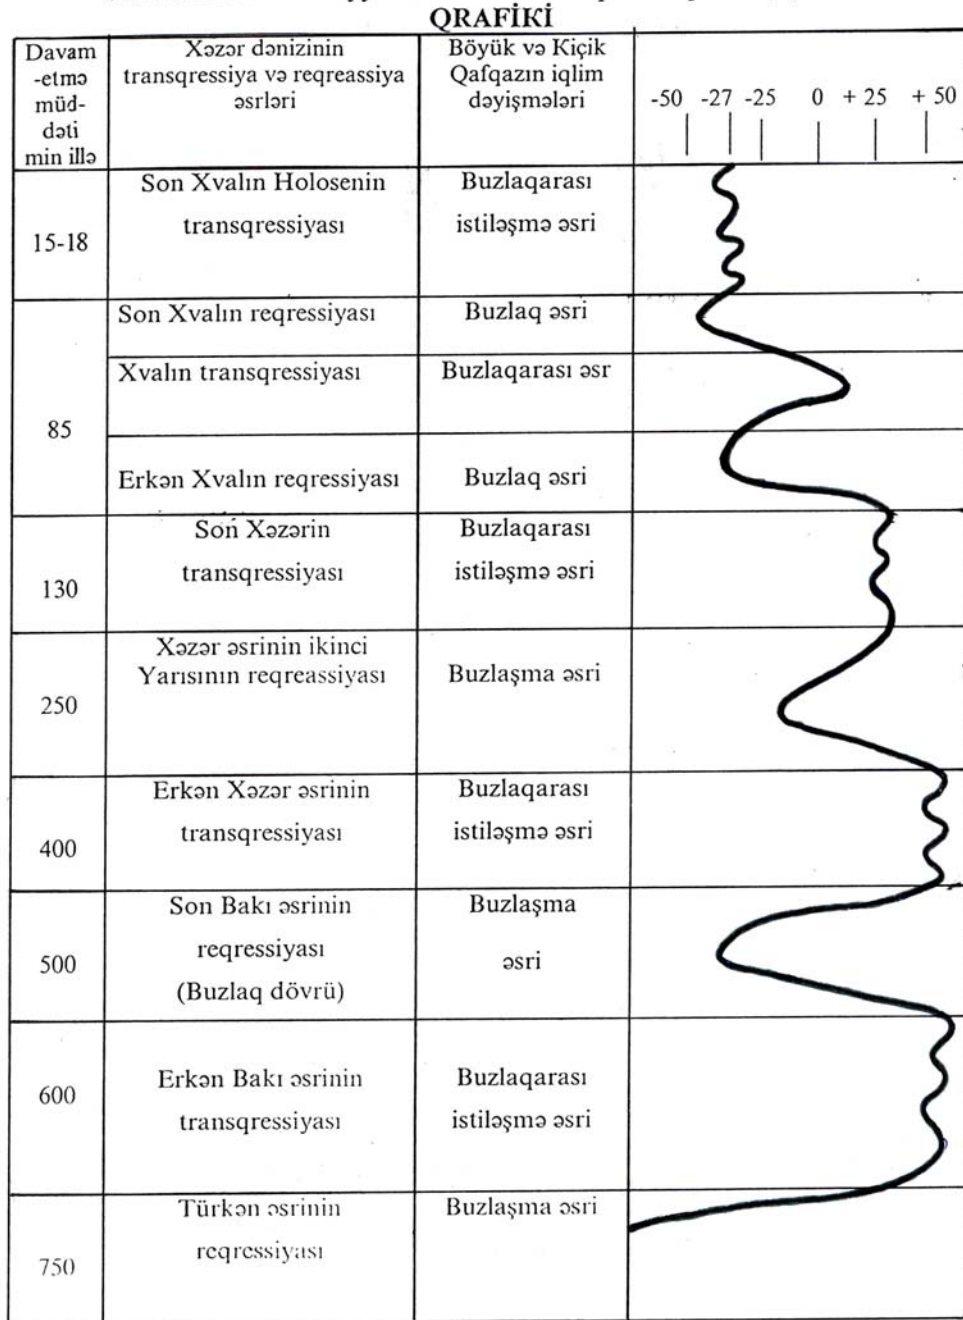 QRAFİKİ
Davam
-etmə
müd-
dəti
min illə
Xəzər dənizinin
transqressiya və reqreassiya
əsrləri
Böyük və Kiçik
Qafqazın iqlim
dəyişmələri
-50 -27 -25 0 + 25 + 50
15-18
Son Xvalın Holosenin
transqressiyası
Buzlaqarası
istiləşmə əsri
85
Son Xvalın reqressiyası
Buzlaq əsri
Xvalın transqressiyası
Buzlaqarası əsr
Erkən Xvalın reqressiyası
Buzlaq əsri
130
Son Xəzərin
transqressiyası
Buzlaqarası
istiləşmə əsri
250
Xəzər əsrinin ikinci
Yarısının reqreassiyası
Buzlaşma əsri
400
Erkən Xəzər əsrinin
transqressiyası
Buzlaqarası
istiləşmə əsri
500
Son Bakı əsrinin
reqressiyası
(Buzlaq dövrü)
Buzlaşma
əsri
600
Erkən Bakı əsrinin
transqressiyası
Buzlaqarası
istiləşmə əsri
750
Türkən əsrinin
reqressiyası
Buzlaşma əsri